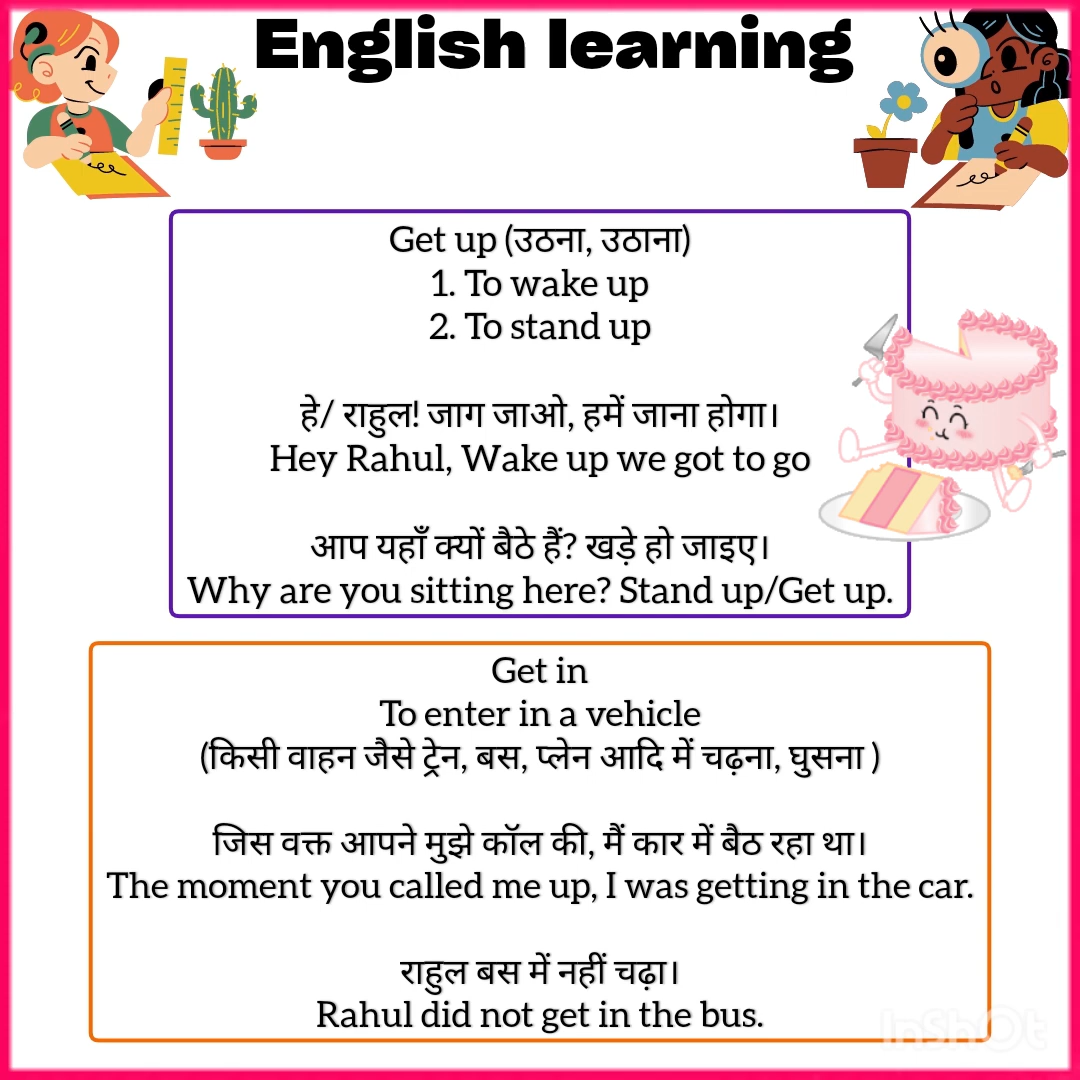 English learning
Get up (उठना, उठाना)
1. To wake up
2. To stand up
हे/ राहुल! जाग जाओ, हमें जाना होगा।
Hey Rahul, Wake up we got to go
आप यहाँ क्यों बैठे हैं? खड़े हो जाइए।
Why are you sitting here? Stand up/Get up.
Get in
To enter in a vehicle
(किसी वाहन जैसे ट्रेन, बस, प्लेन आदि में चढ़ना, घुसना )
जिस वक्त आपने मुझे कॉल की, मैं कार में बैठ रहा था।
The moment you called me up, I was getting in the car.
राहुल बस में नहीं चढ़ा।
Rahul did not get in the bus.
InShOt